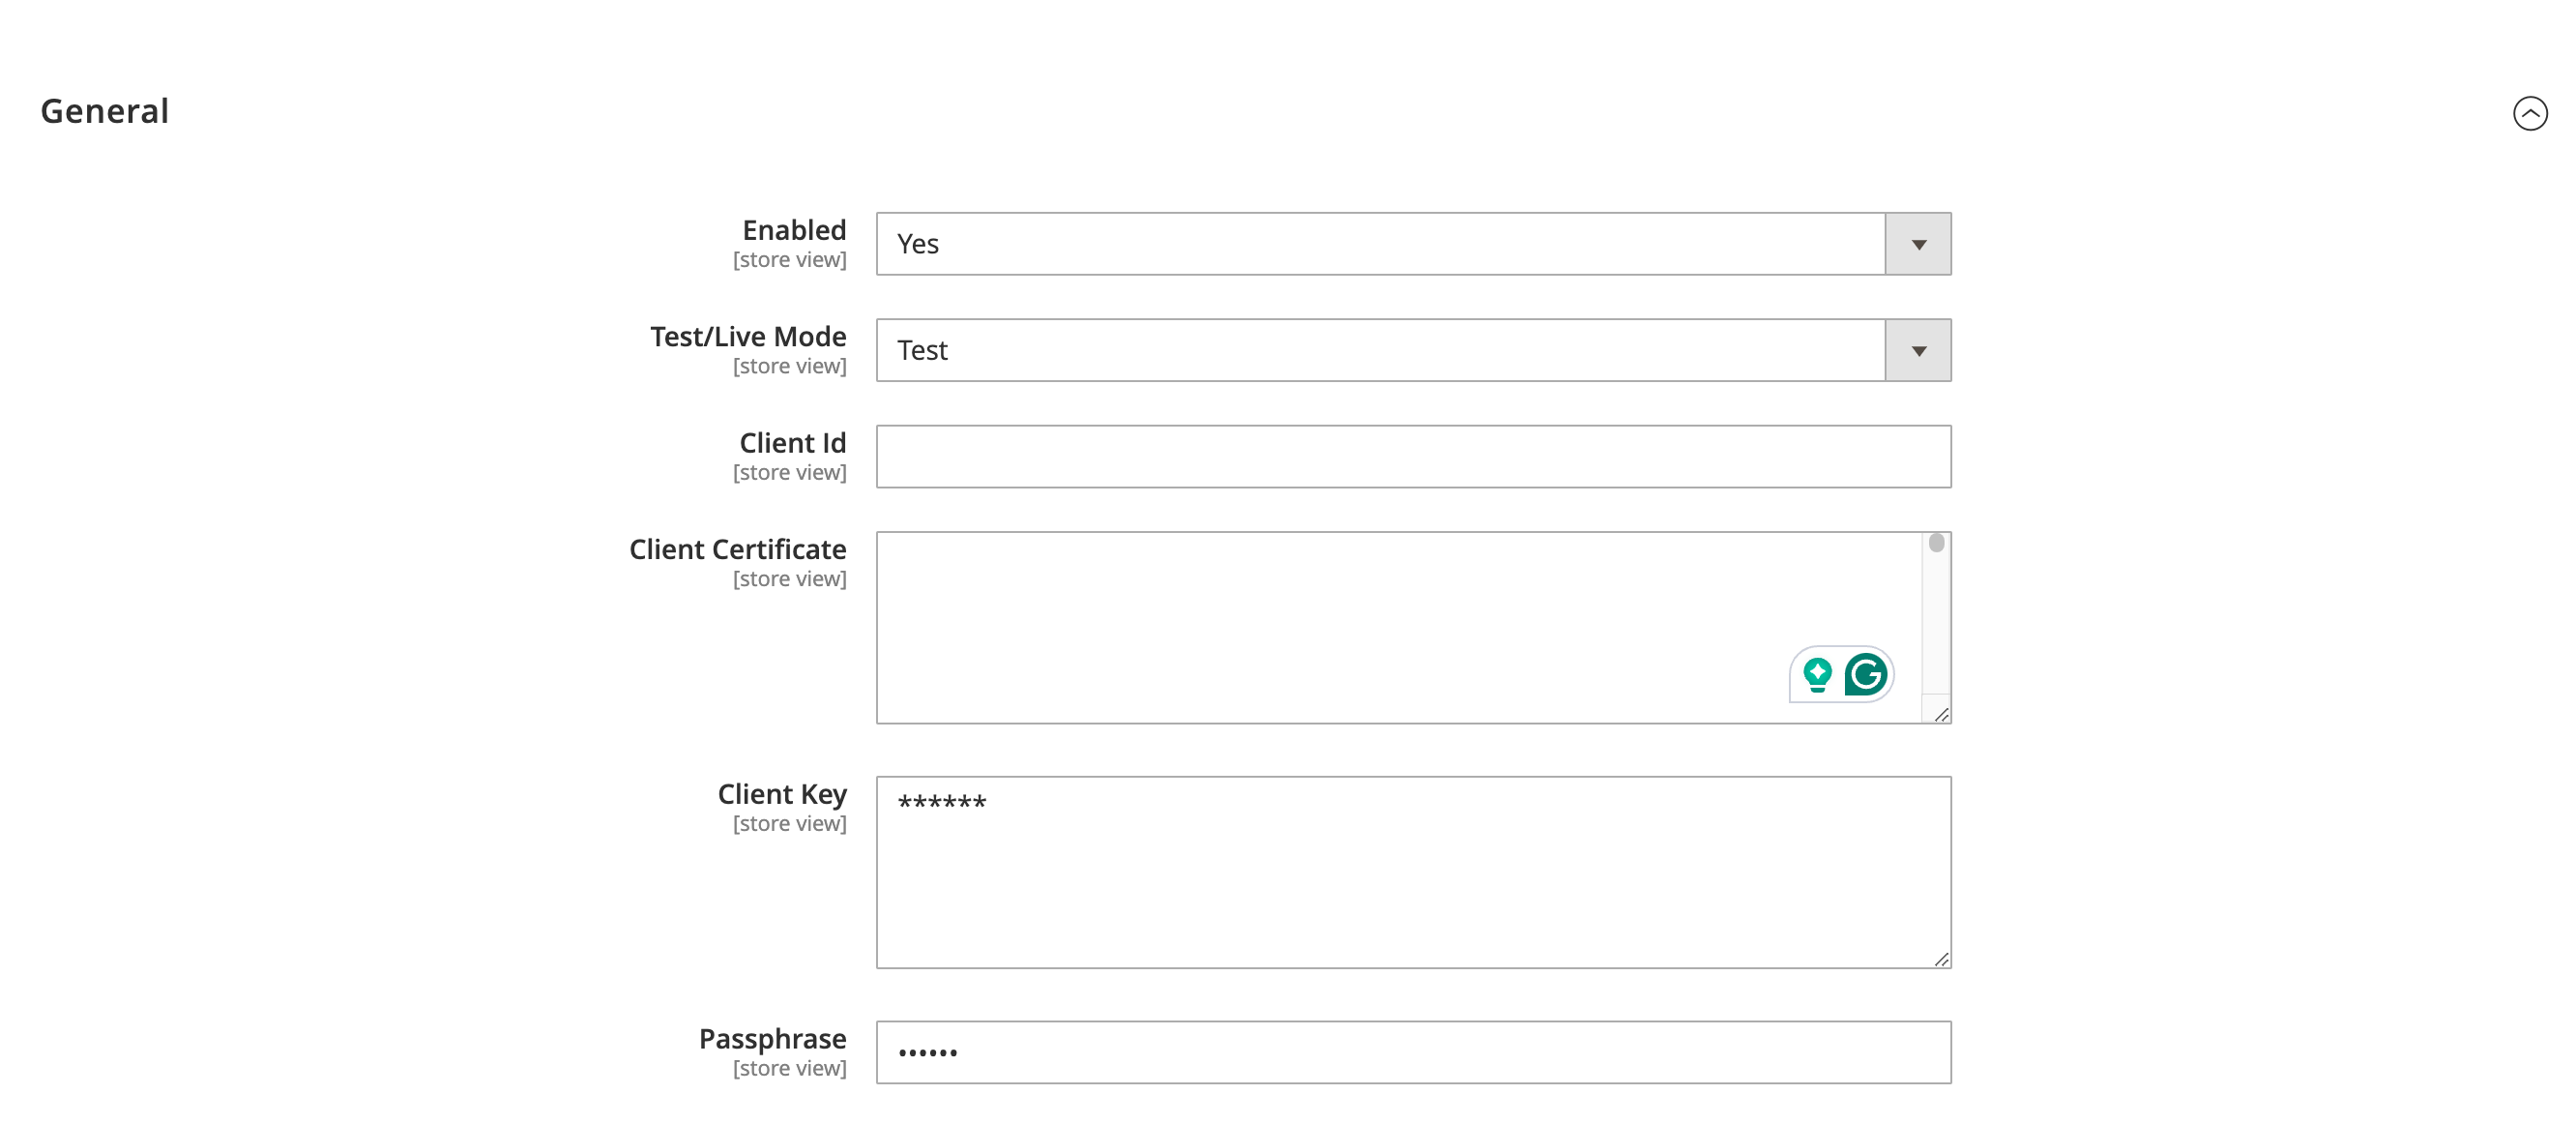 General
Enabled
[store view]
Yes
Test/Live Mode
[store view]
Test
Client Id
[store view]
Client Certificate
[store view]
Client Key
[store view]
******
Passphrase
[store view]
••••••